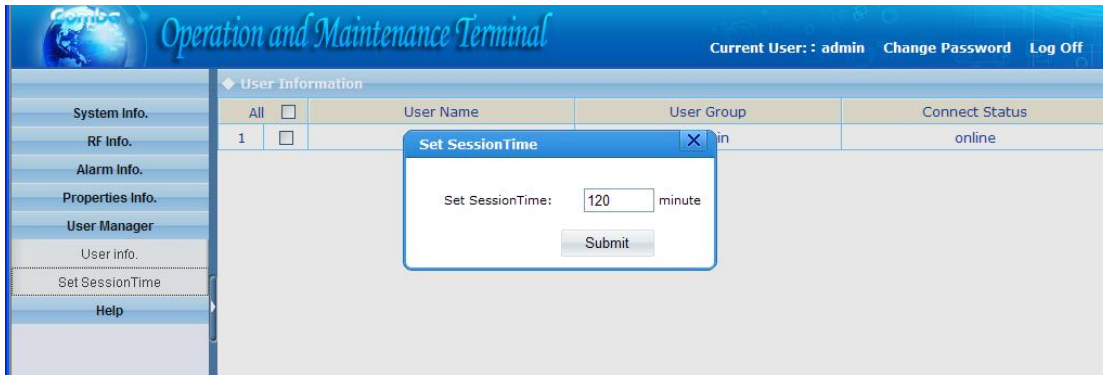 Comba
Operation and Maintenance Terminal
Current User: : admin Change Password Log Off
User Information
System Info.
RF Info.
Alarm Info.
Properties Info.
User Manager
User info.
Set SessionTime
Help
All User Name User Group Connect Status
1 in online
Set SessionTime X
Set SessionTime: 120 minute
Submit